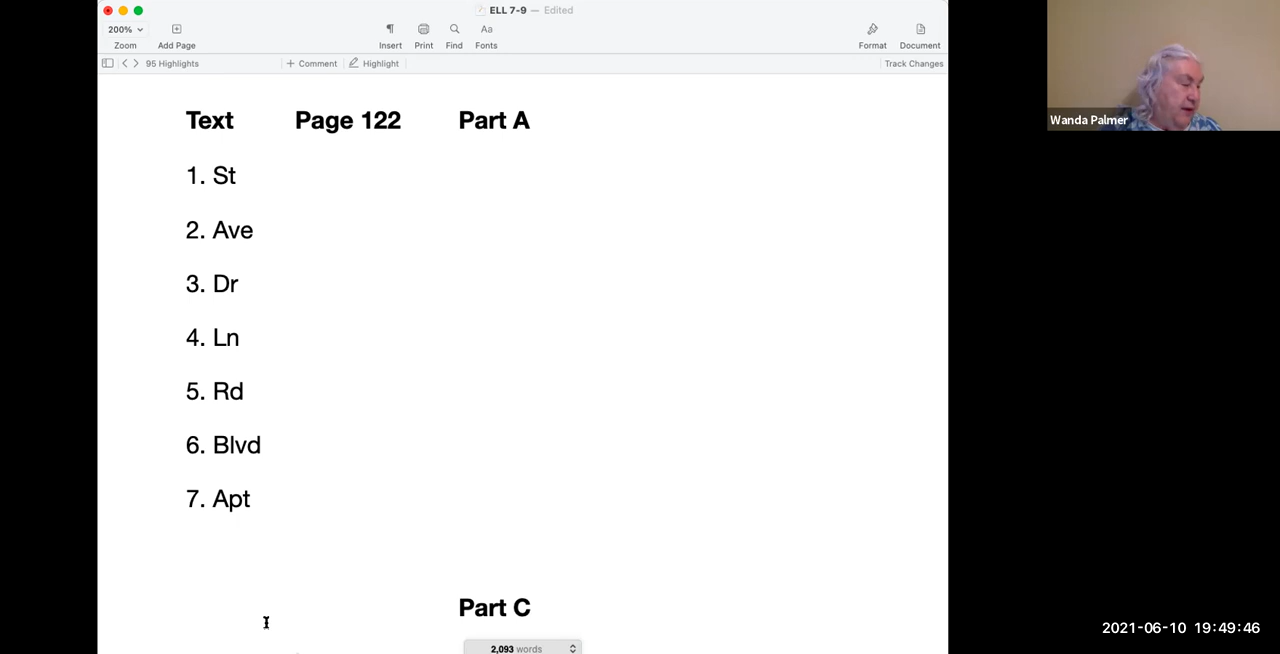 ELL 7-9 — Edited
200%
Zoom
Add Page
Insert
Print
Find
Aa
Fonts
Format
Document
95 Highlights
Comment
Highlight
Track Changes
Text Page 122 Part A
1. St
2. Ave
3. Dr
4. Ln
5. Rd
6. Blvd
7. Apt
Part C
2,093 words
Wanda Palmer
2021-06-10 19:49:46